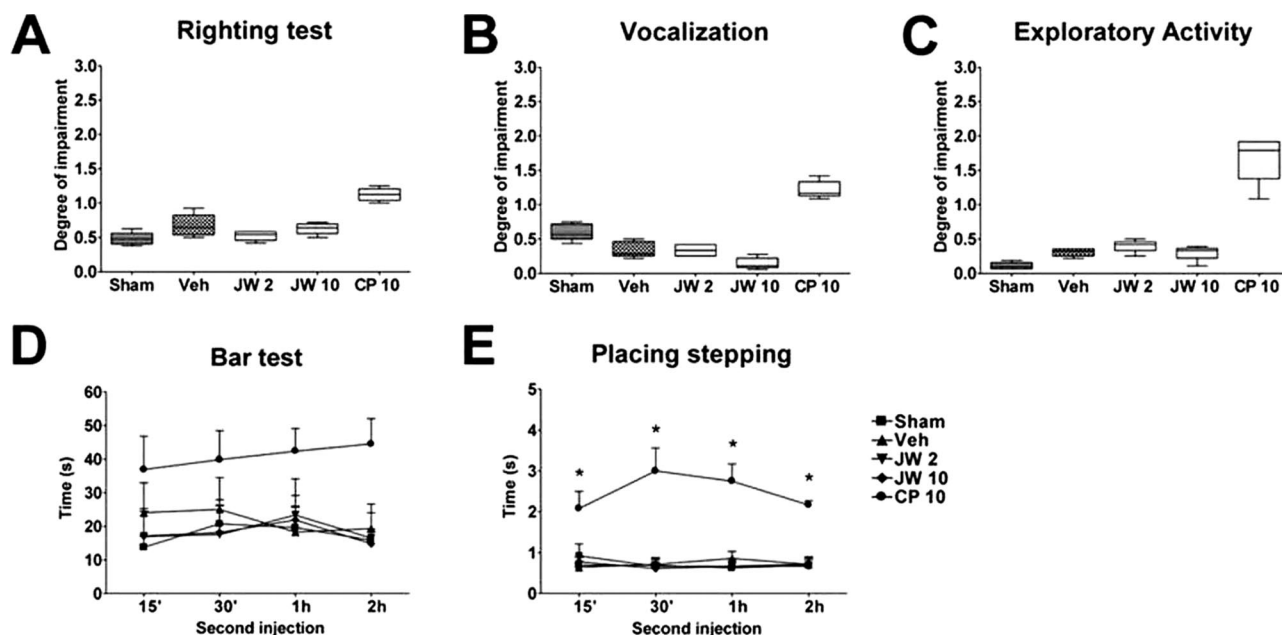 A Righting test
Degree of impairment
3.0
2.5
2.0
1.5
1.0
0.5
0.0
Sham Veh JW 2 JW 10 CP 10
B Vocalization
Degree of impairment
3.0
2.5
2.0
1.5
1.0
0.5
0.0
Sham Veh JW 2 JW 10 CP 10
C Exploratory Activity
Degree of impairment
3.0
2.5
2.0
1.5
1.0
0.5
0.0
Sham Veh JW 2 JW 10 CP 10
D Bar test
Time (s)
60
50
40
30
20
10
0
15' 30' 1h 2h
Second injection
E Placing stepping
Time (s)
5
4
3
2
1
0
* * * *
15' 30' 1h 2h
Second injection
Sham
Veh
JW 2
JW 10
CP 10